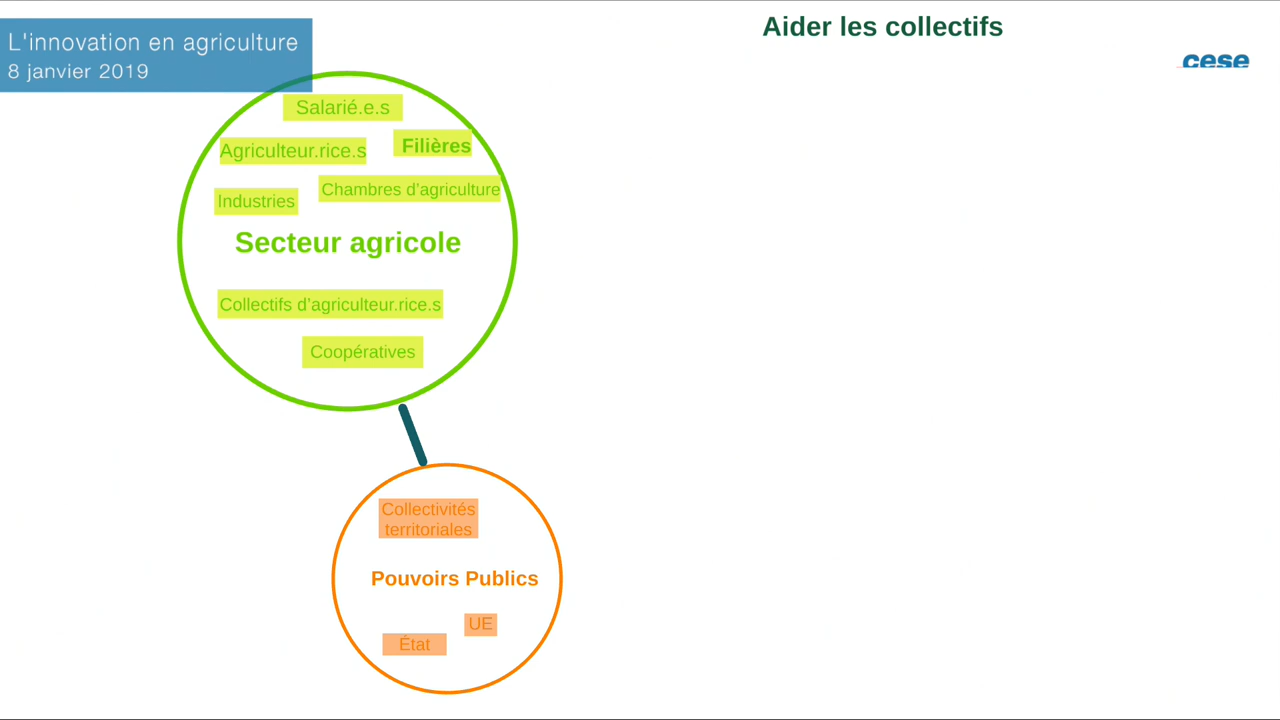 Aider les collectifs
L'innovation en agriculture
8 janvier 2019
cese
Salarié.e.s
Agriculteur.rice.s
Filières
Industries
Chambres d'agriculture
Secteur agricole
Collectifs d'agriculteur.rice.s
Coopératives
Collectivités
territoriales
Pouvoirs Publics
UE
État